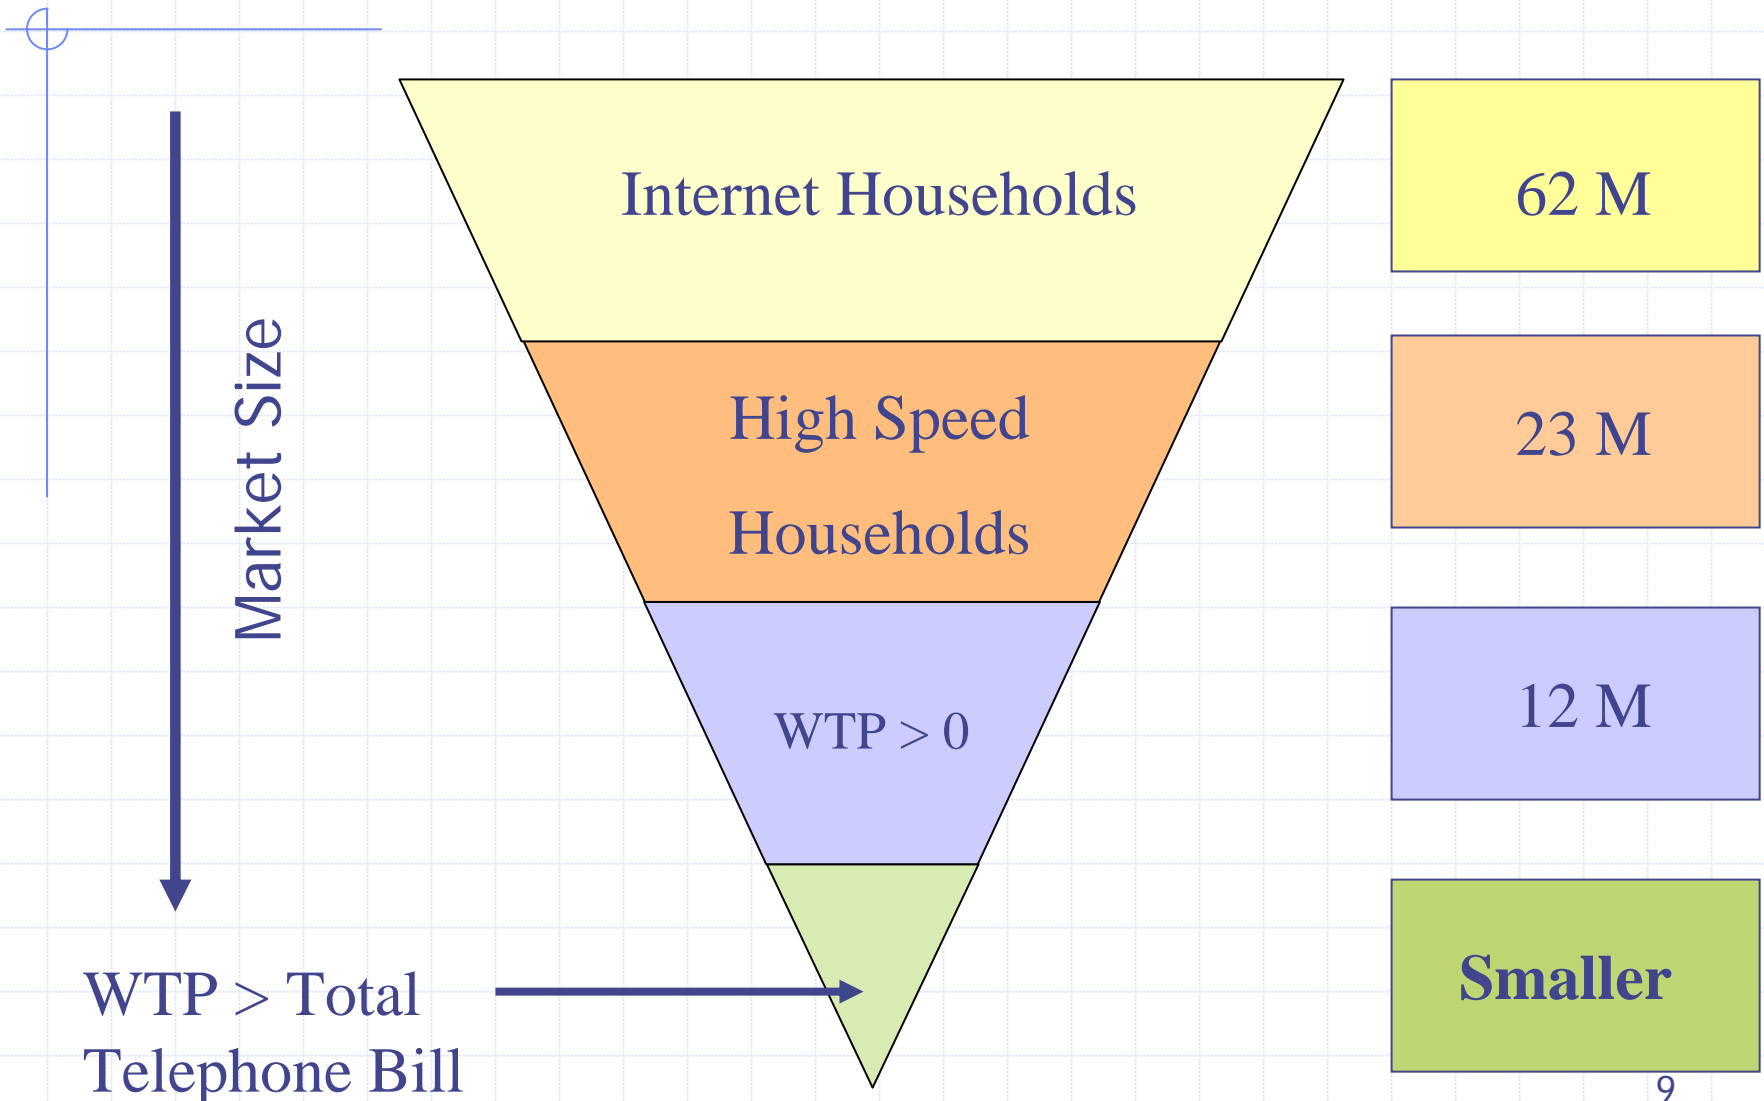 Internet Households
62 M
Market Size
High Speed
Households
23 M
WTP > 0
12 M
WTP > Total
Telephone Bill
Smaller
9